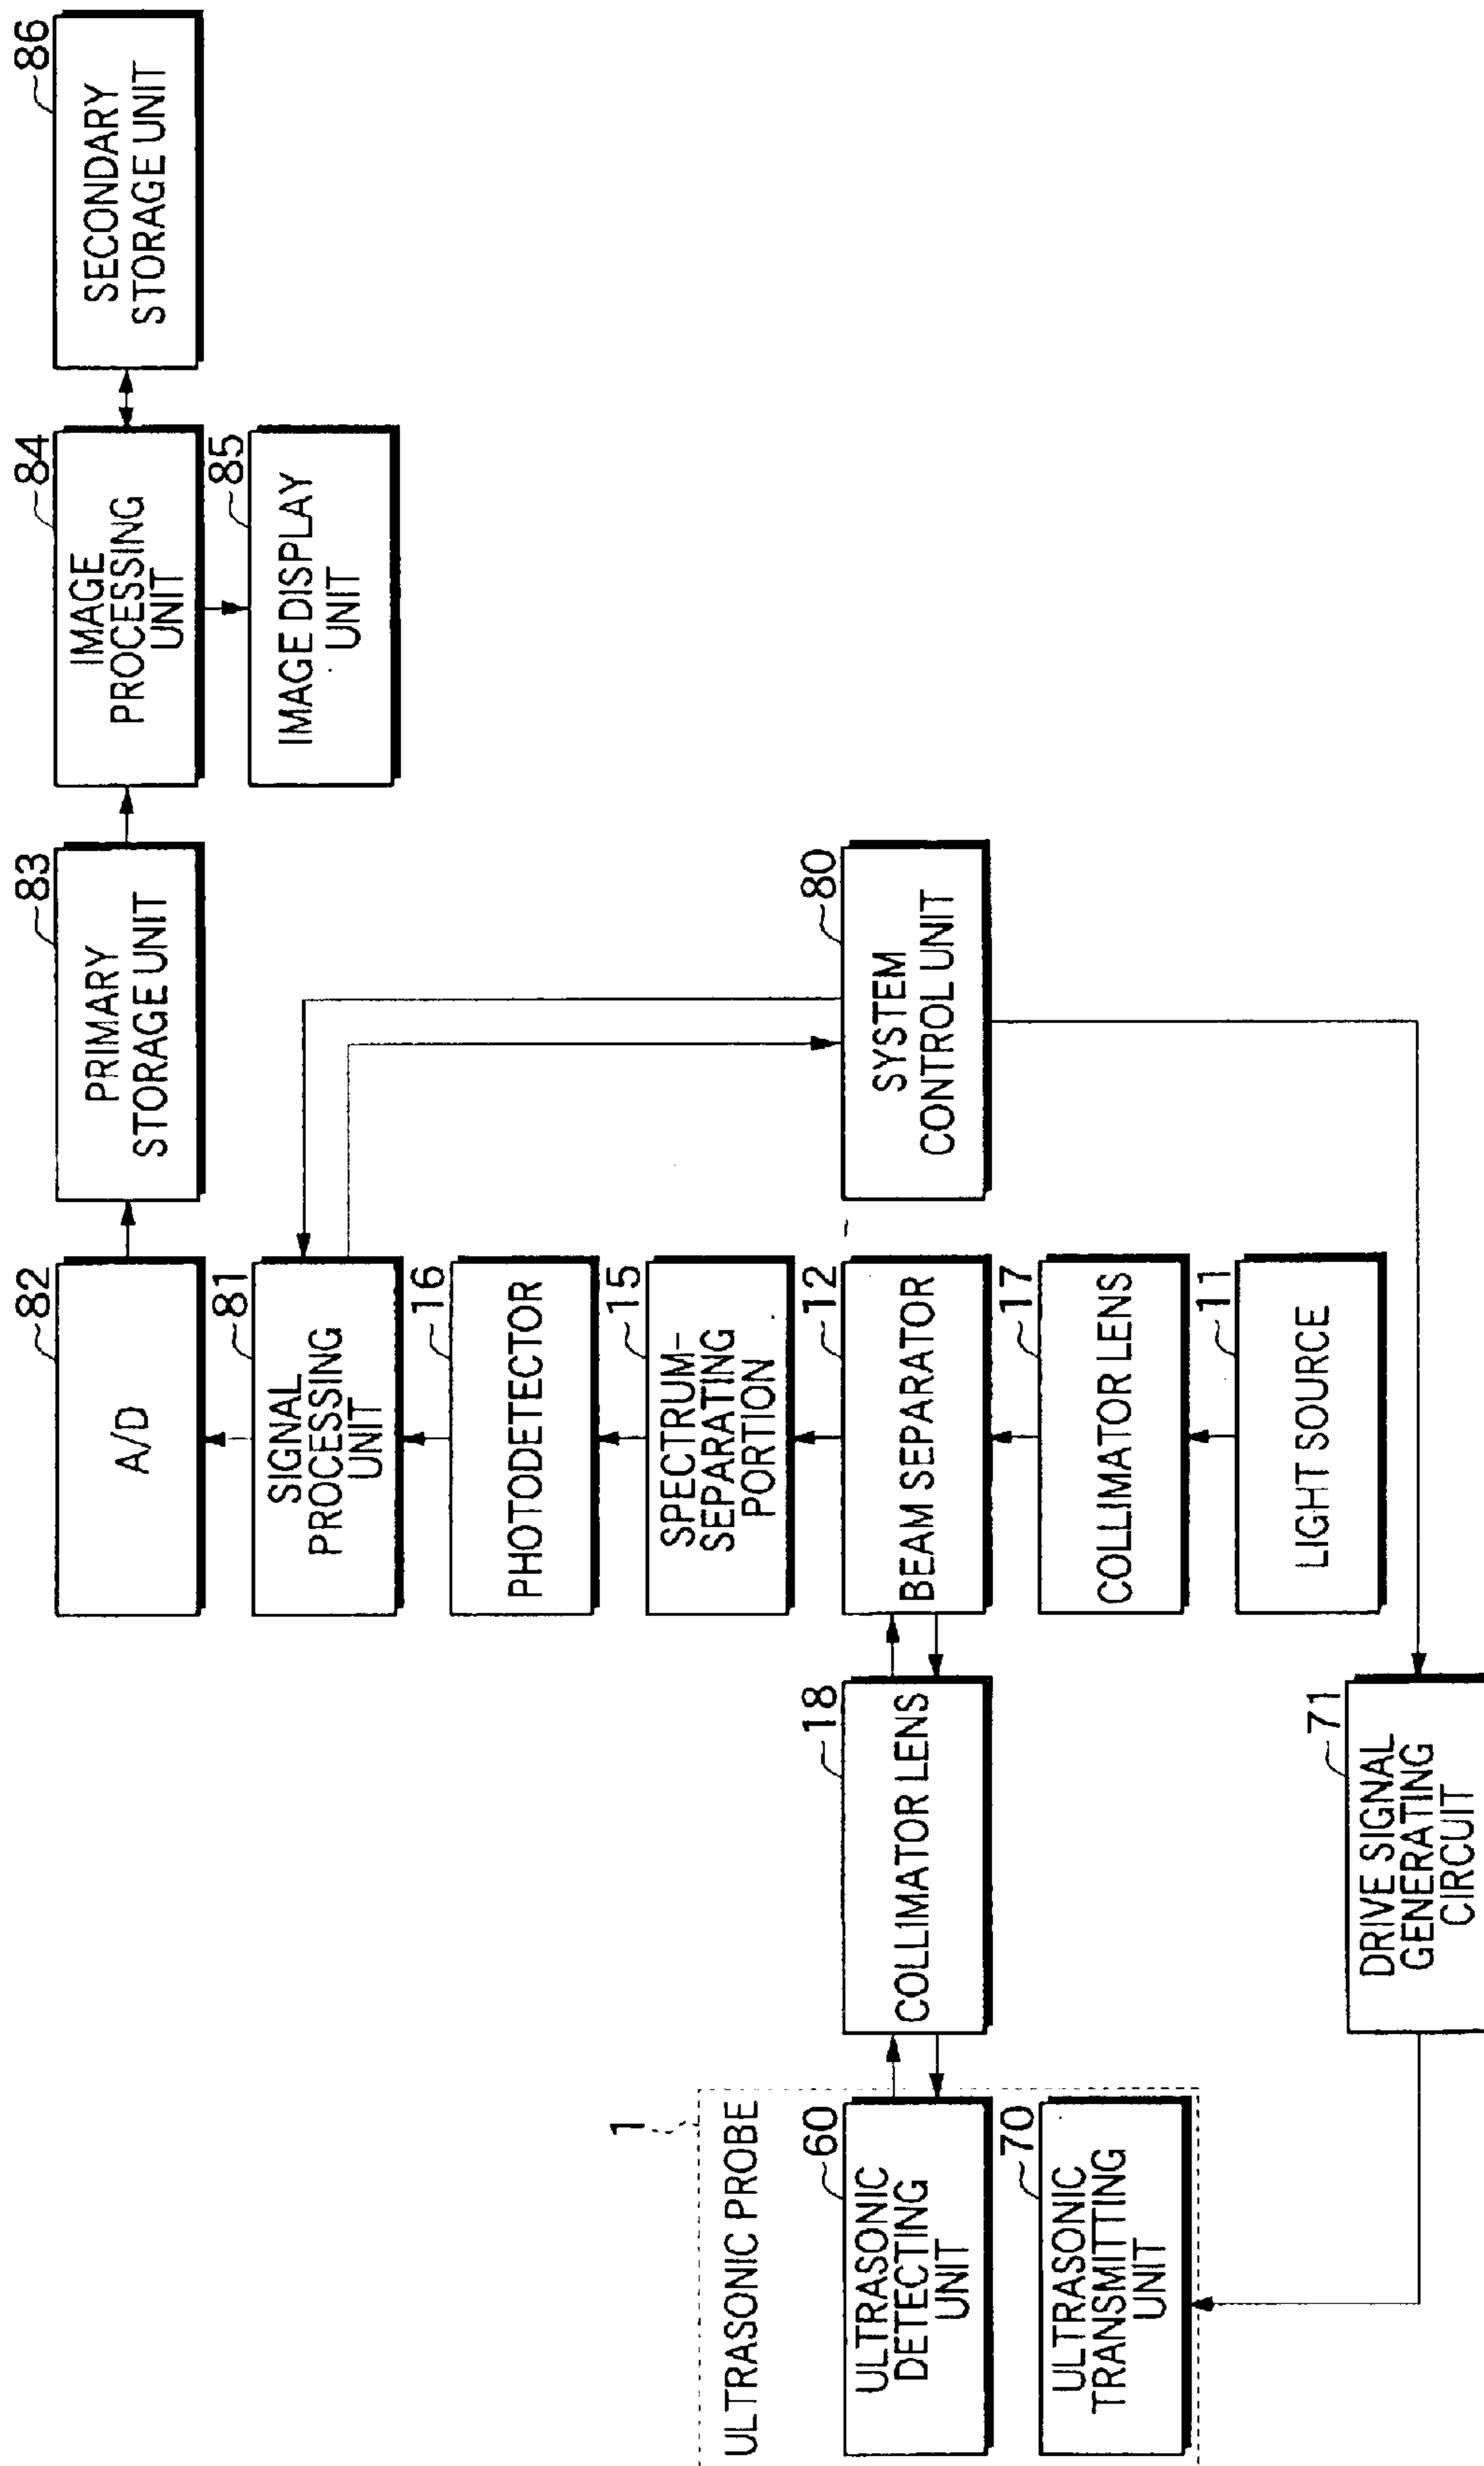 86
SECONDARY
STORAGE UNIT
84
IMAGE
PROCESSING
UNIT
85
IMAGE DISPLAY
UNIT
83
PRIMARY
STORAGE UNIT
80
SYSTEM
CONTROL UNIT
82
A/D
81
SIGNAL
PROCESSING
UNIT
16
PHOTODETECTOR
15
SPECTRUM-
SEPARATING
PORTION
12
BEAM SEPARATOR
17
COLLIMATOR LENS
11
LIGHT SOURCE
18
COLLIMATOR LENS
71
DRIVE SIGNAL
GENERATING
CIRCUIT
1
ULTRASONIC PROBE
60
ULTRASONIC
DETECTING
UNIT
70
ULTRASONIC
TRANSMITTING
UNIT